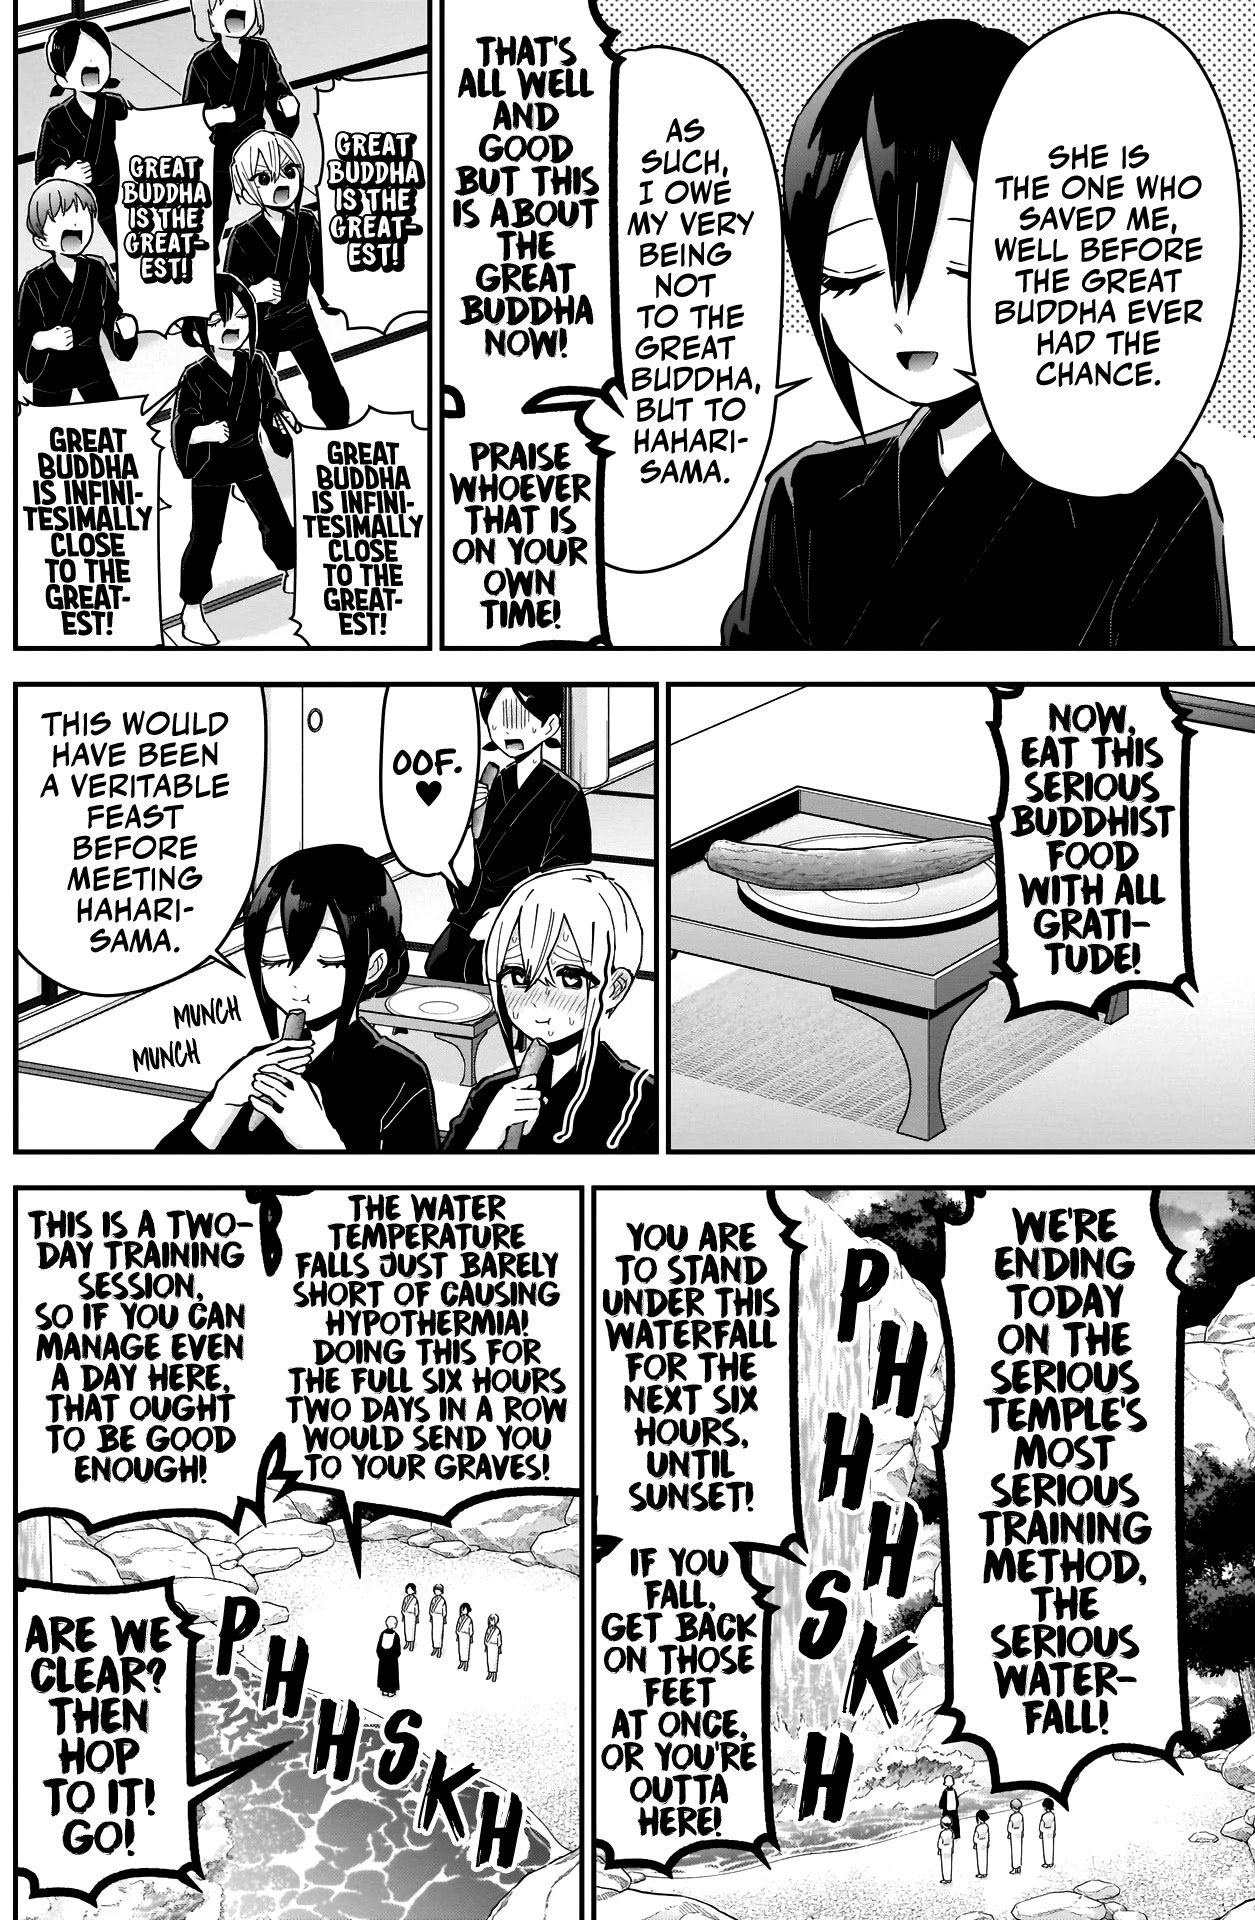 SHE IS
THE ONE WHO
SAVED ME,
WELL BEFORE
THE GREAT
BUDDHA EVER
HAD THE
CHANCE.
AS
SUCH,
I OWE
MY VERY
BEING
NOT
TO THE
GREAT
BUDDHA,
BUT TO
HAHARI-
SAMA.
THAT'S
ALL WELL
AND
GOOD
BUT THIS
IS ABOUT
THE
GREAT
BUDDHA
NOW!
PRAISE
WHOEVER
THAT IS
ON YOUR
OWN
TIME!
GREAT
BUDDHA
IS THE
GREAT-
EST!
GREAT
BUDDHA
IS THE
GREAT-
EST!
GREAT
BUDDHA
IS INFINI-
TESIMALLY
CLOSE
TO THE
GREAT-
EST!
GREAT
BUDDHA
IS INFINI-
TESIMALLY
CLOSE
TO THE
GREAT-
EST!
NOW,
EAT THIS
SERIOUS
BUDDHIST
FOOD
WITH ALL
GRATI-
TUDE!
OOF.
♥
THIS WOULD
HAVE BEEN
A VERITABLE
FEAST
BEFORE
MEETING
HAHARI-
SAMA.
MUNCH
MUNCH
WE'RE
ENDING
TODAY
ON THE
SERIOUS
TEMPLE'S
MOST
SERIOUS
TRAINING
METHOD,
THE
SERIOUS
WATER-
FALL!
PHHHHSKH
YOU ARE
TO STAND
UNDER THIS
WATERFALL
FOR THE
NEXT SIX
HOURS,
UNTIL
SUNSET!
IF YOU
FALL,
GET BACK
ON THOSE
FEET
AT ONCE,
OR YOU'RE
OUTTA
HERE!
THE WATER
TEMPERATURE
FALLS JUST BARELY
SHORT OF CAUSING
HYPOTHERMIA!
DOING THIS FOR
THE FULL SIX HOURS
TWO DAYS IN A ROW
WOULD SEND YOU
TO YOUR GRAVES!
THIS IS A TWO-
DAY TRAINING
SESSION,
SO IF YOU CAN
MANAGE EVEN
A DAY HERE,
THAT OUGHT
TO BE GOOD
ENOUGH!
PHHHSKH
ARE WE
CLEAR?
THEN
HOP
TO IT!
GO!